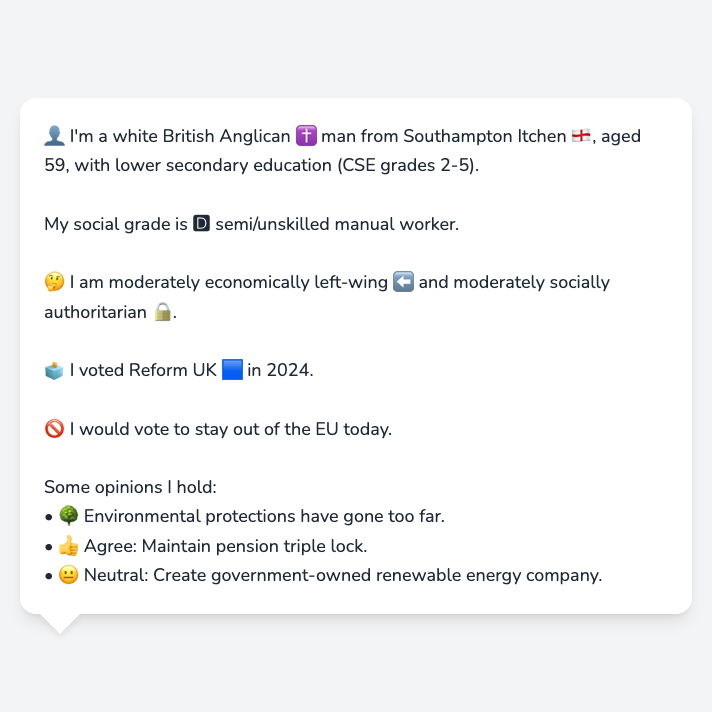 👤 I'm a white British Anglican ✝️ man from Southampton Itchen 🏴󠁧󠁢󠁥󠁮󠁧󠁿, aged
59, with lower secondary education (CSE grades 2-5).
My social grade is 🅳 semi/unskilled manual worker.
🤔 I am moderately economically left-wing ⬅️ and moderately socially
authoritarian 🔒.
🗳️ I voted Reform UK 🟦 in 2024.
🚫 I would vote to stay out of the EU today.
Some opinions I hold:
• 🌳 Environmental protections have gone too far.
• 👍 Agree: Maintain pension triple lock.
• 😐 Neutral: Create government-owned renewable energy company.